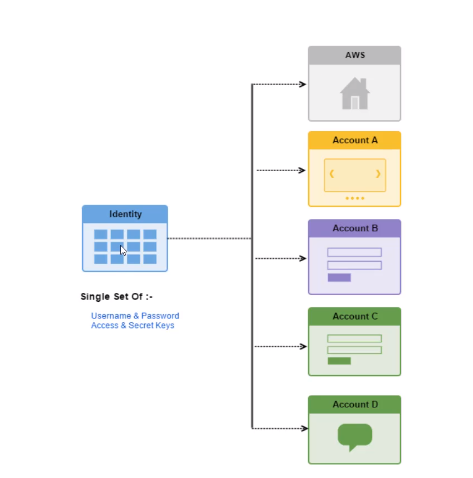 AWS
Account A
Identity
Account B
Single Set Of :-
Username & Password
Access & Secret Keys
Account C
Account D